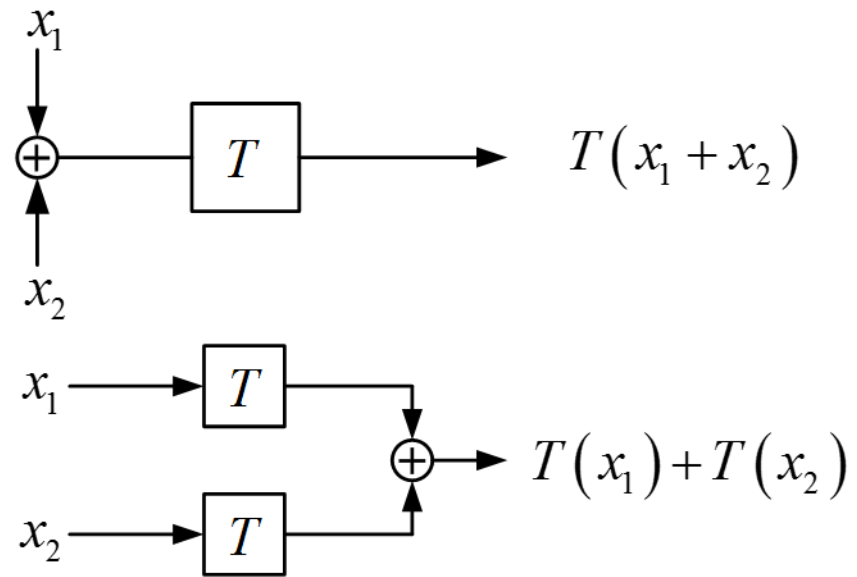 x₁
T
T(x₁ + x₂)
x₂
x₁
T
T(x₁) + T(x₂)
x₂
T